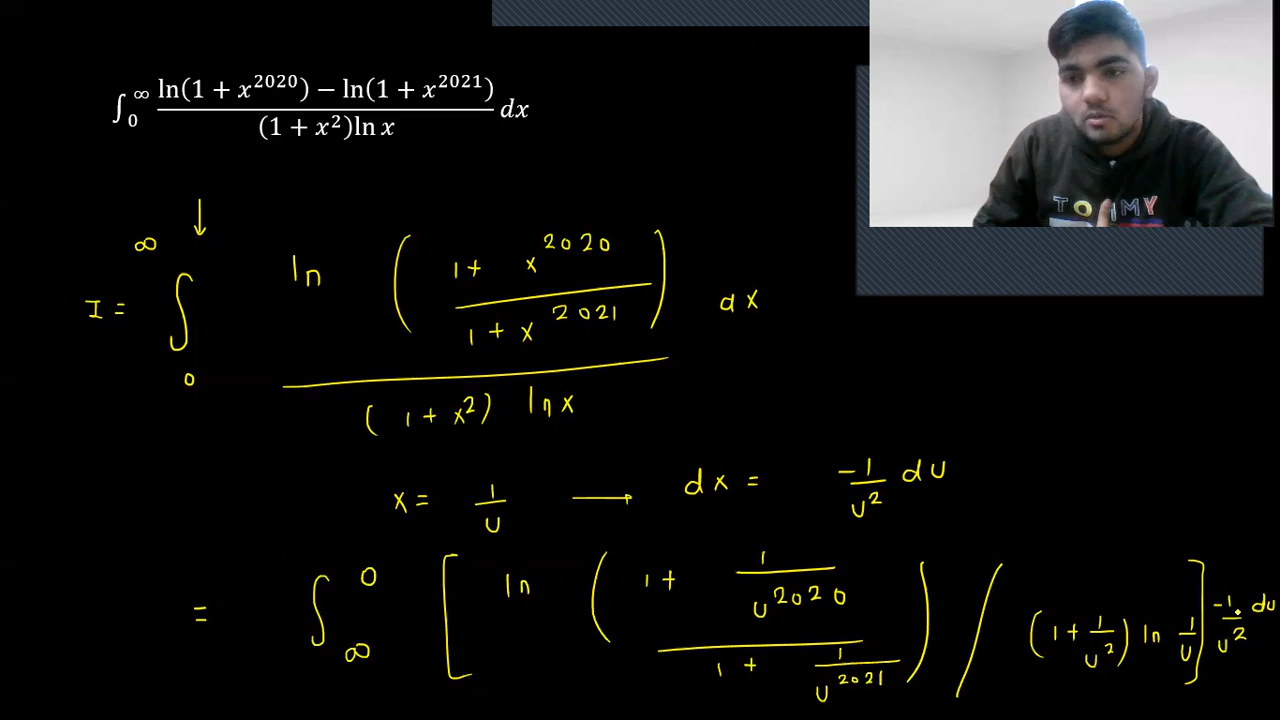 ∫₀^∞ (ln(1 + x^2020) − ln(1 + x^2021)) / ((1 + x²)ln x) dx
TOMMY
↓
I = ∫₀^∞ ln((1 + x^2020) / (1 + x^2021)) / ((1 + x²) ln x) dx
x = 1/u ⟶ dx = −1/u² du
= ∫_∞^0 [ln((1 + 1/u^2020) / (1 + 1/u^2021)) / (1 + 1/u²) ln 1/u] −1/u² du